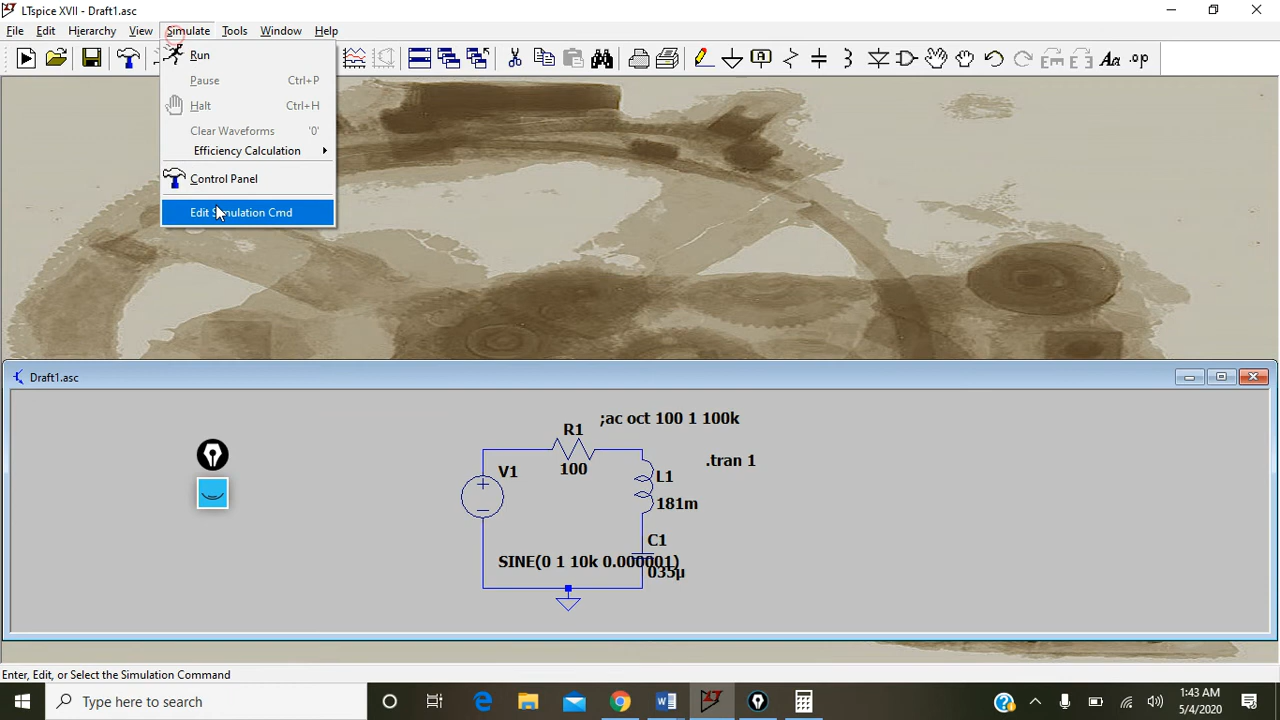 LTspice XVII - Draft1.asc
File Edit Hierarchy View Simulate Tools Window Help
Run
Pause Ctrl+P
Halt Ctrl+H
Clear Waveforms '0'
Efficiency Calculation
Control Panel
Edit Simulation Cmd
A .op
Draft1.asc
;ac oct 100 1 100k
R1
.tran 1
100
V1
L1
181m
C1
SINE(0 1 10k 0.000001)
035µ
Enter, Edit, or Select the Simulation Command
Type here to search
1:43 AM
5/4/2020